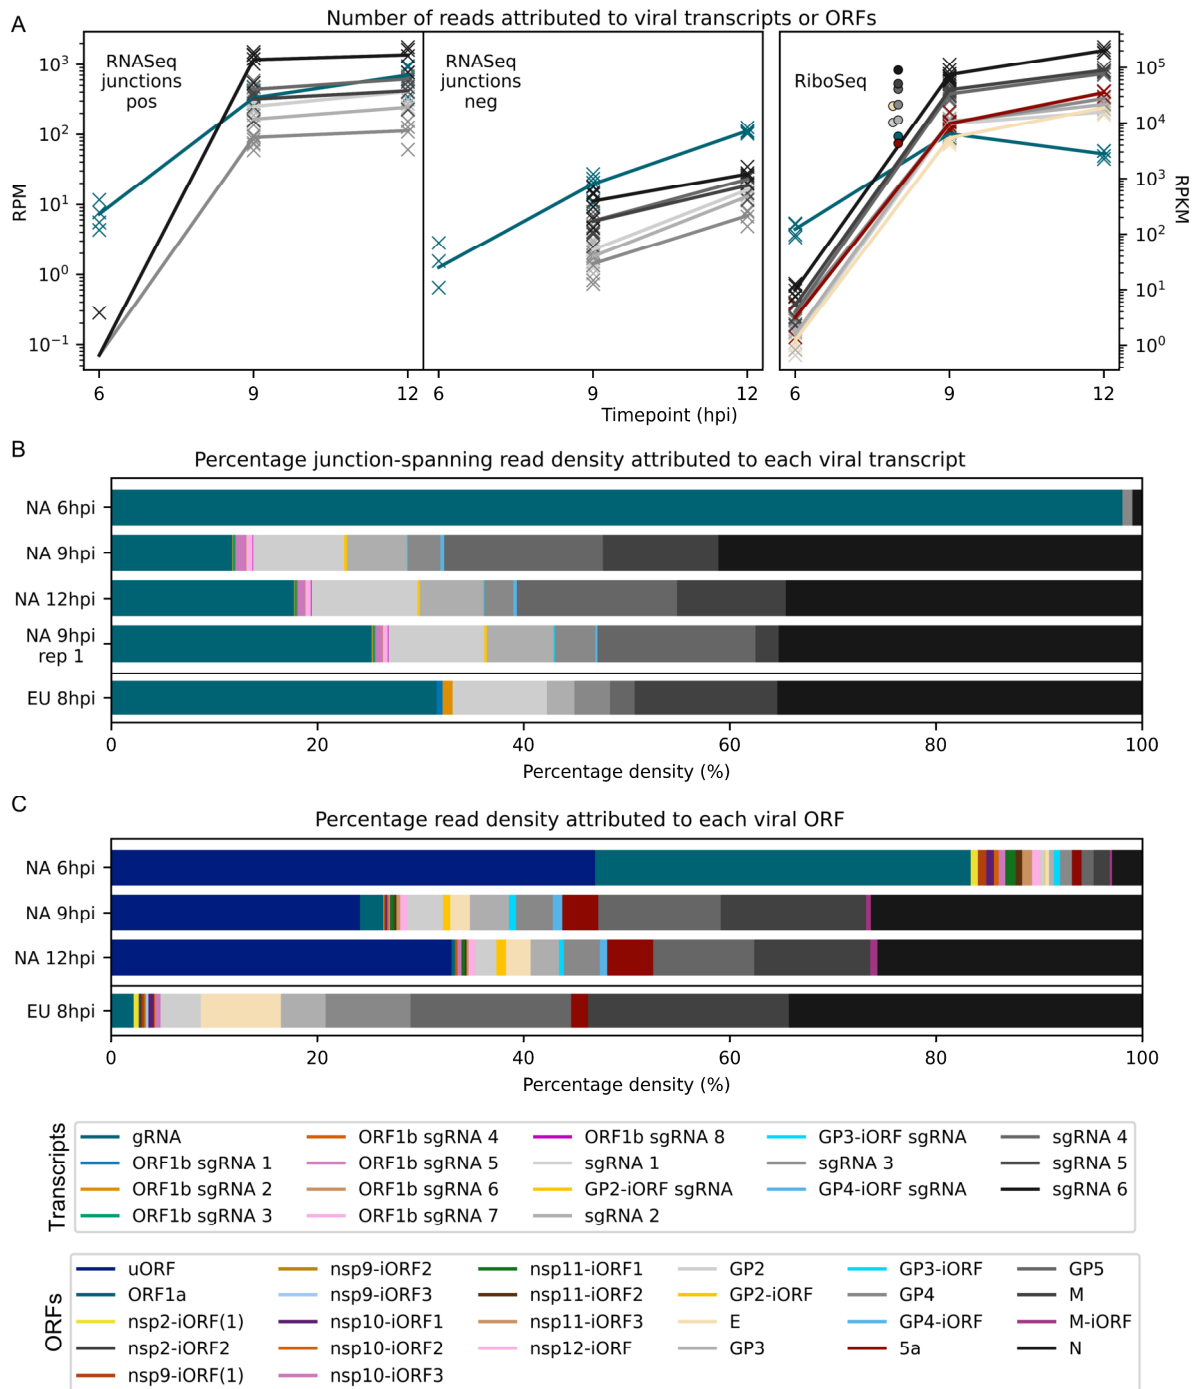 A
Number of reads attributed to viral transcripts or ORFs
RNASeq
junctions
pos
RNASeq
junctions
neg
RiboSeq
RPM
10³
10²
10¹
10⁰
10⁻¹
10⁵
10⁴
10³
10²
10¹
10⁰
RPKM
6 9 12 6 9 12 6 9 12
Timepoint (hpi)
B
Percentage junction-spanning read density attributed to each viral transcript
NA 6hpi
NA 9hpi
NA 12hpi
NA 9hpi
rep 1
EU 8hpi
0 20 40 60 80 100
Percentage density (%)
C
Percentage read density attributed to each viral ORF
NA 6hpi
NA 9hpi
NA 12hpi
EU 8hpi
0 20 40 60 80 100
Percentage density (%)
Transcripts
gRNA ORF1b sgRNA 4 ORF1b sgRNA 8 GP3-iORF sgRNA sgRNA 4
ORF1b sgRNA 1 ORF1b sgRNA 5 sgRNA 1 sgRNA 3 sgRNA 5
ORF1b sgRNA 2 ORF1b sgRNA 6 GP2-iORF sgRNA GP4-iORF sgRNA sgRNA 6
ORF1b sgRNA 3 ORF1b sgRNA 7 sgRNA 2
ORFs
uORF nsp9-iORF2 nsp11-iORF1 GP2 GP3-iORF GP5
ORF1a nsp9-iORF3 nsp11-iORF2 GP2-iORF GP4 M
nsp2-iORF(1) nsp10-iORF1 nsp11-iORF3 E GP4-iORF M-iORF
nsp2-iORF2 nsp10-iORF2 nsp12-iORF GP3 5a N
nsp9-iORF(1) nsp10-iORF3